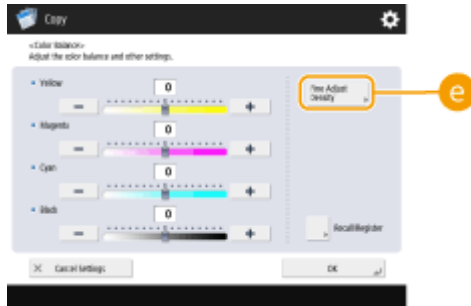 Copy
<Color Balance>
Adjust the color balance and other settings.
Yellow
0
Fine Adjust
Density
e
Magenta
0
Cyan
0
Black
0
Recall/Register
Cancel Settings
OK